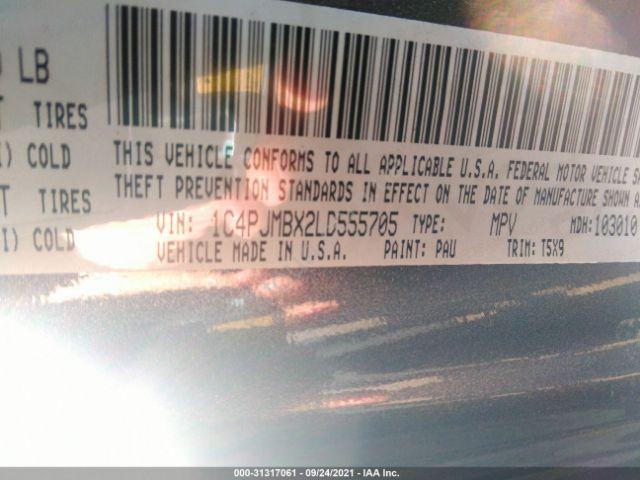 LB
TIRES
COLD
TIRES
COLD
THIS VEHICLE CONFORMS TO ALL APPLICABLE U.S.A. FEDERAL MOTOR VEHICLE
THEFT PREVENTION STANDARDS IN EFFECT ON THE DATE OF MANUFACTURE SHOWN
VIN: 1C4PJMBX2LD555705 TYPE: MPV MDH: 103010
VEHICLE MADE IN U.S.A. PAINT: PAU TRIM: T5X9
000-31317061 - 09/24/2021 - IAA Inc.